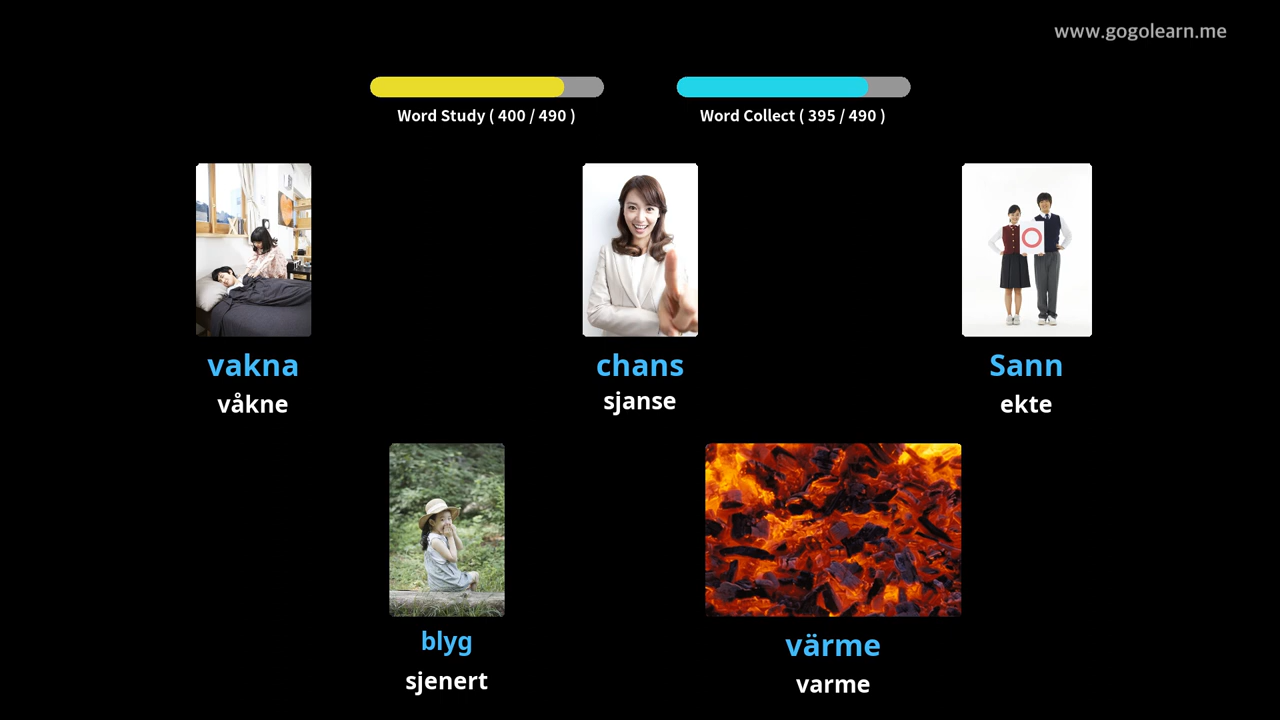 www.gogolearn.me
Word Study ( 400 / 490 )
Word Collect ( 395 / 490 )
vakna
våkne
chans
sjanse
Sann
ekte
blyg
sjenert
värme
varme